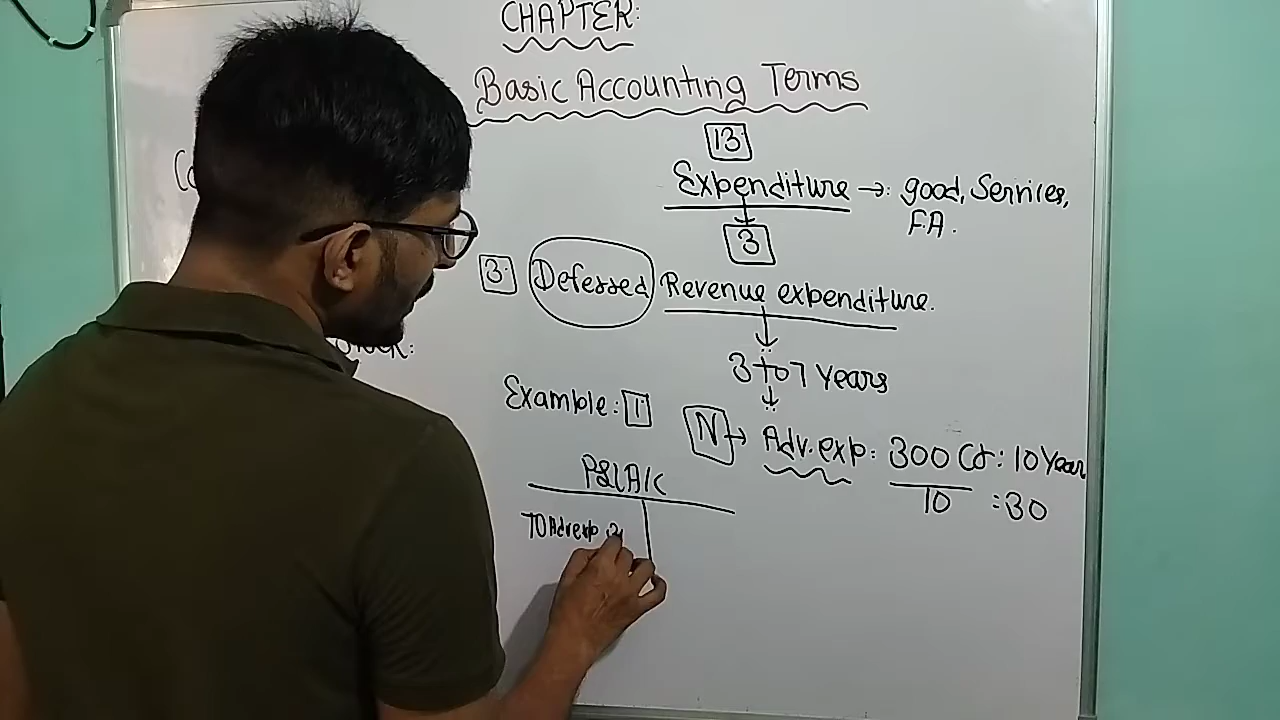 CHAPTER:
Basic Accounting Terms
13
Expenditure →: good, Services,
F.A.
3
3. Defessed Revenue expenditure.
3 to 7 Years
Examble: 1
N → Adv. exp: 300 Cr: 10 Year
10 :30
P&L A/c
TO Adv exp